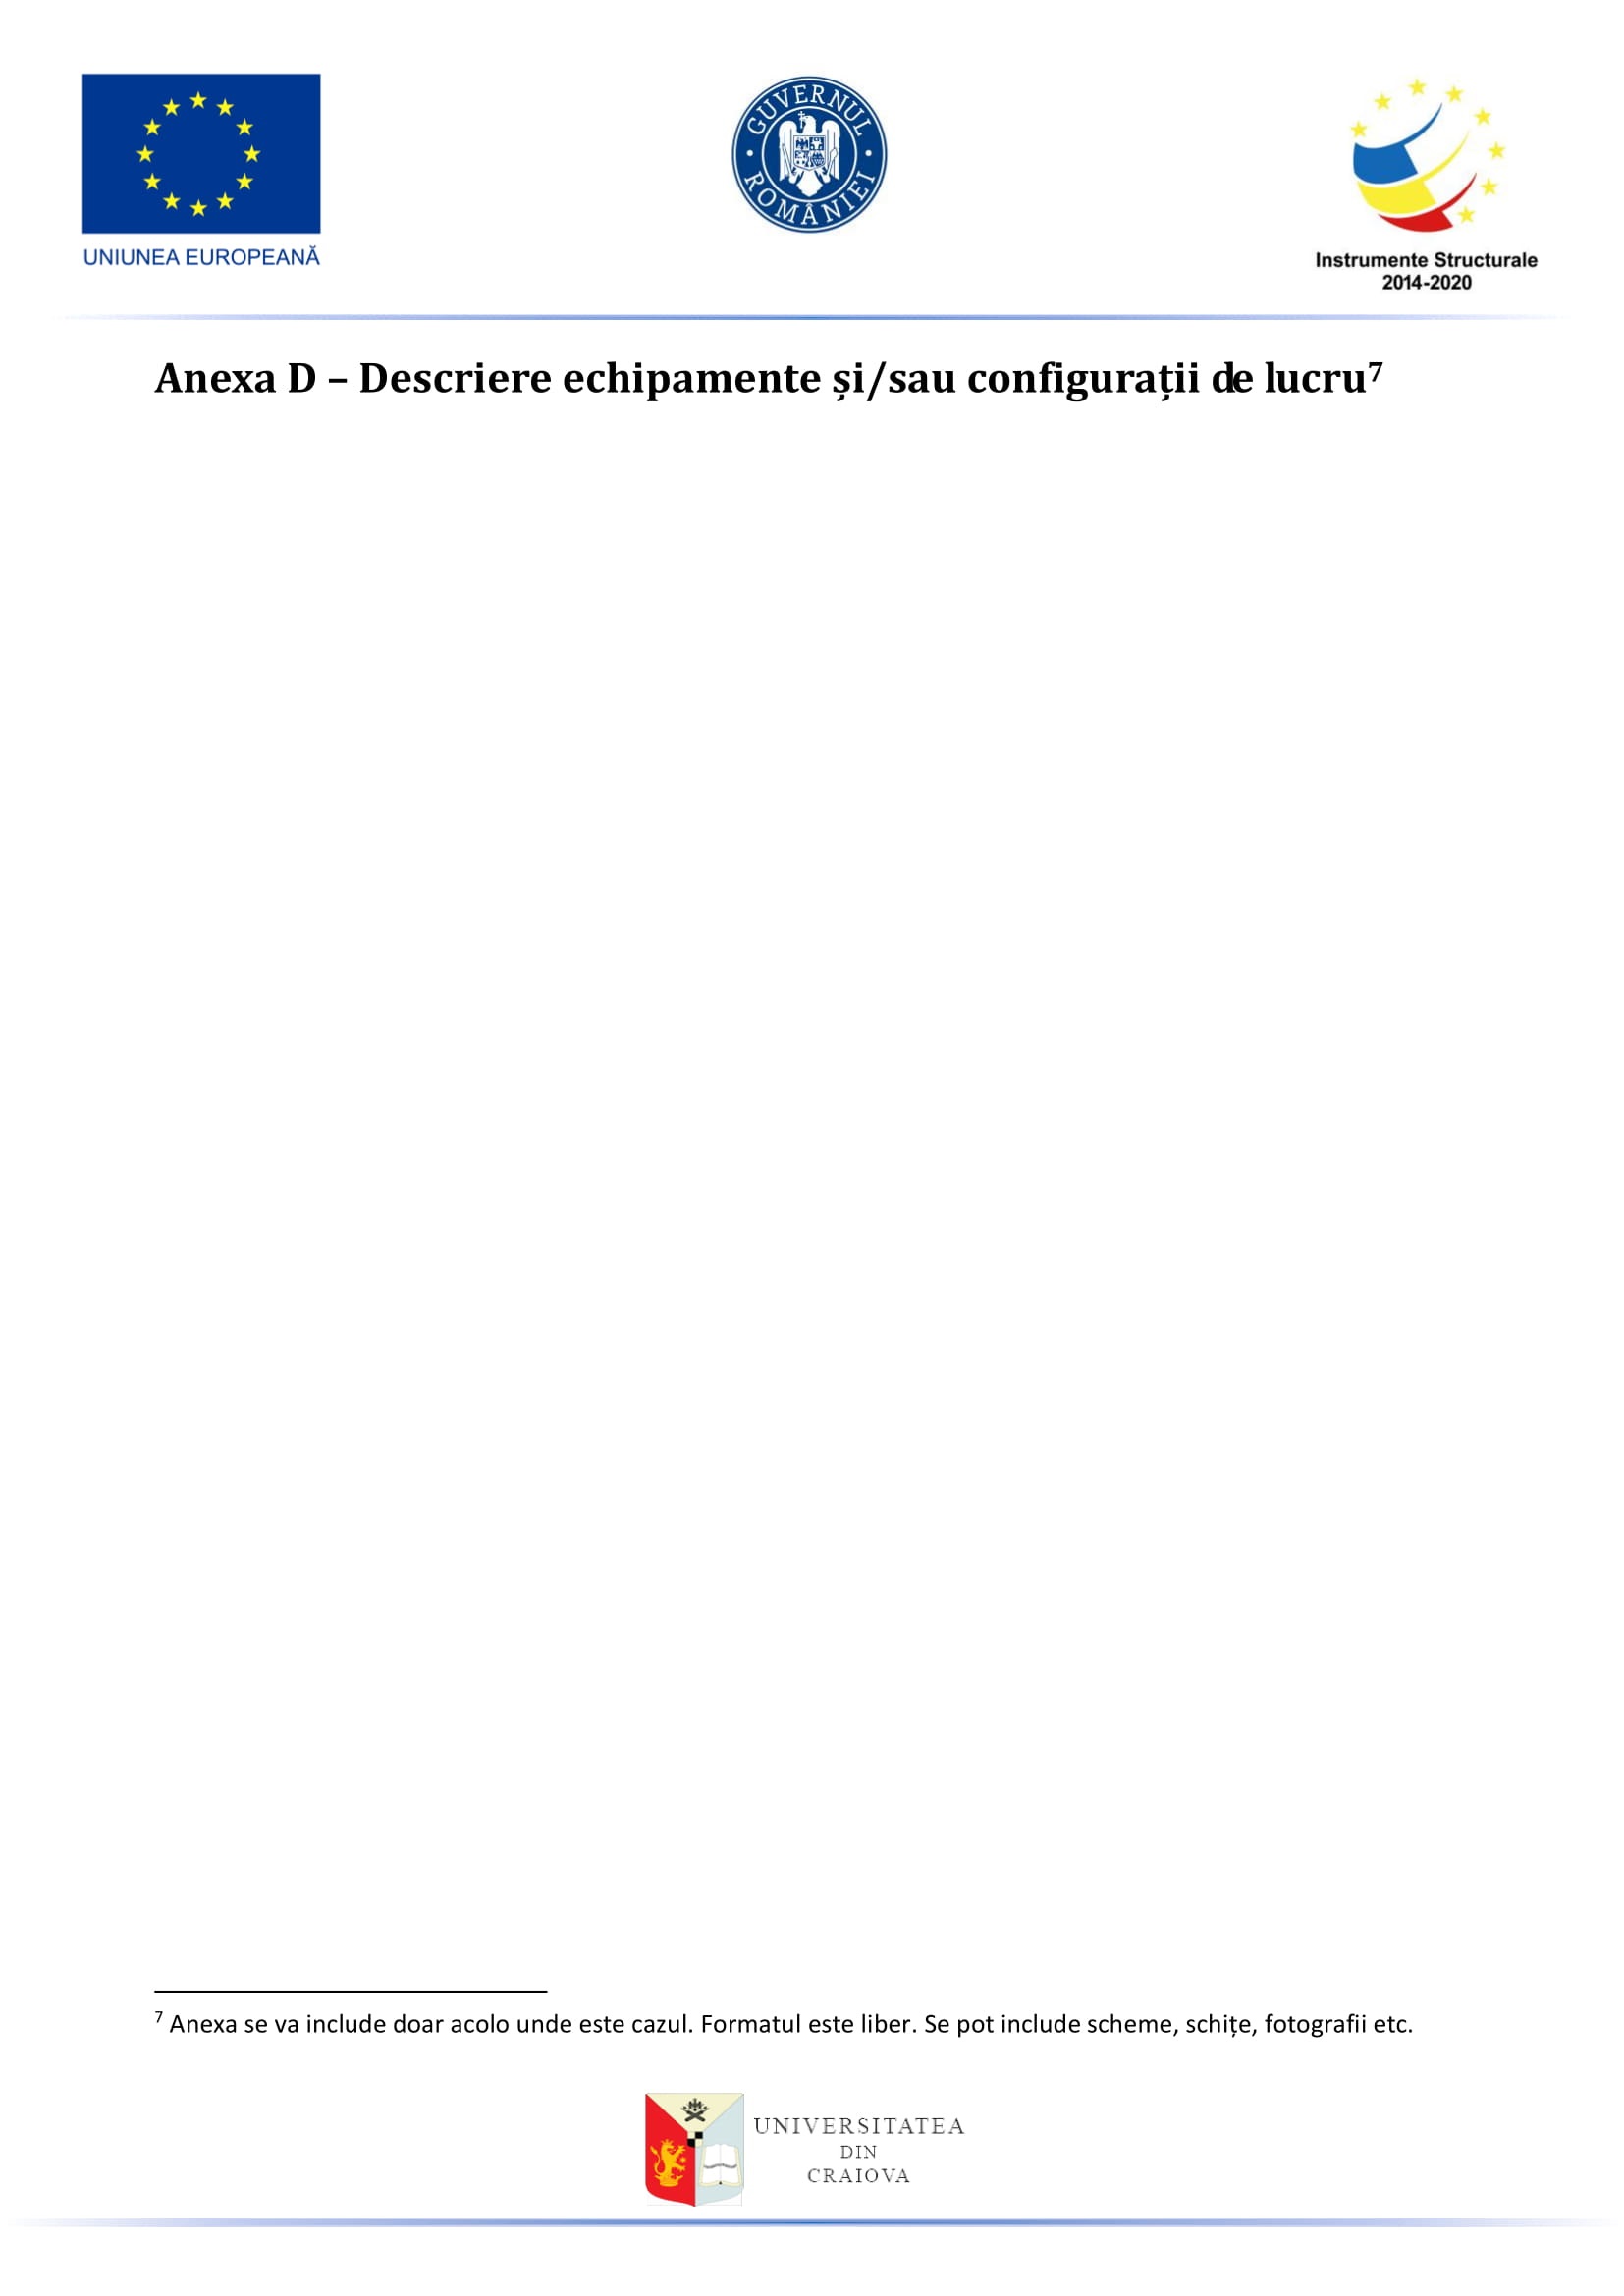 GUVERNUL
ROMÂNIEI
UNIUNEA EUROPEANĂ
Instrumente Structurale
2014-2020
Anexa D – Descriere echipamente și/sau configurații de lucru⁷
⁷ Anexa se va include doar acolo unde este cazul. Formatul este liber. Se pot include scheme, schițe, fotografii etc.
UNIVERSITATEA
DIN
CRAIOVA